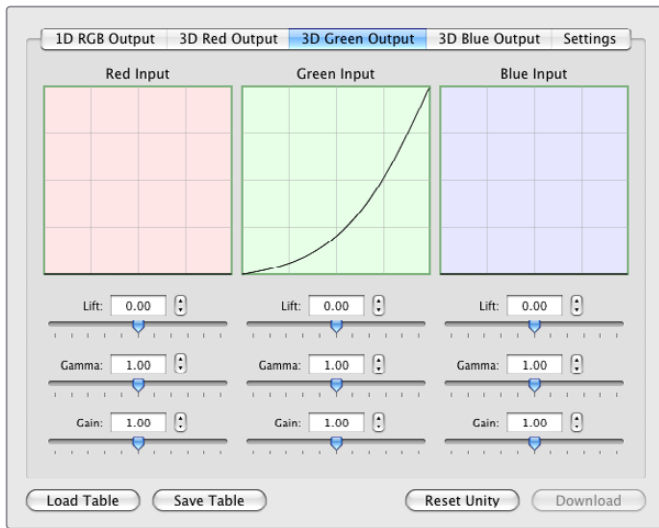 1D RGB Output 3D Red Output 3D Green Output 3D Blue Output Settings
Red Input Green Input Blue Input
Lift: 0.00 Lift: 0.00 Lift: 0.00
Gamma: 1.00 Gamma: 1.00 Gamma: 1.00
Gain: 1.00 Gain: 1.00 Gain: 1.00
Load Table Save Table Reset Unity Download